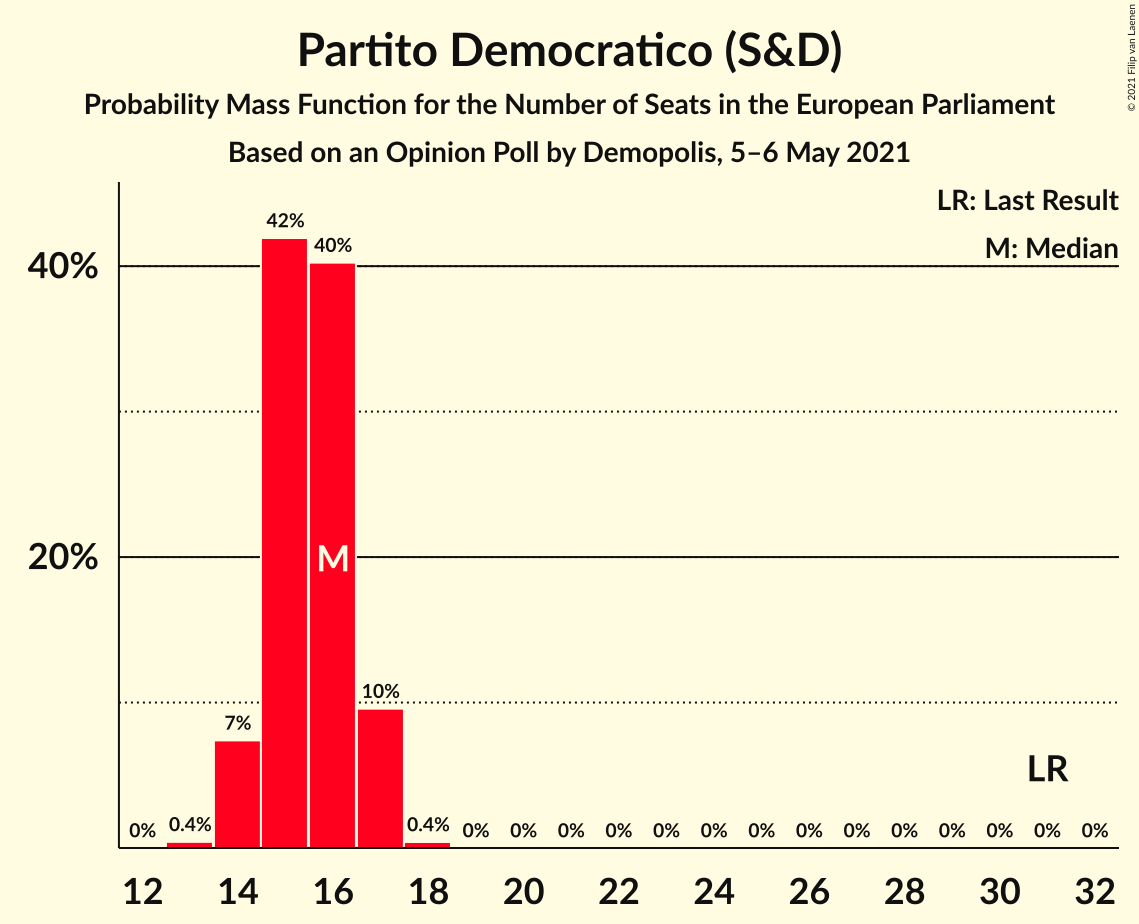 Partito Democratico (S&D)
Probability Mass Function for the Number of Seats in the European Parliament
Based on an Opinion Poll by Demopolis, 5–6 May 2021
© 2021 Filip van Laenen
LR: Last Result
M: Median
42%
40%
40%
20%
M
10%
7%
LR
0% 0.4% 0.4% 0% 0% 0% 0% 0% 0% 0% 0% 0% 0% 0% 0% 0% 0%
12 14 16 18 20 22 24 26 28 30 32